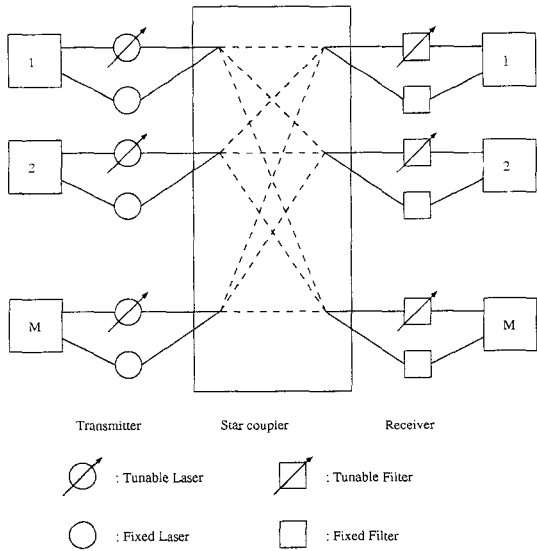 1 1
2 2
M M
Transmitter Star coupler Receiver
: Tunable Laser : Tunable Filter
: Fixed Laser : Fixed Filter